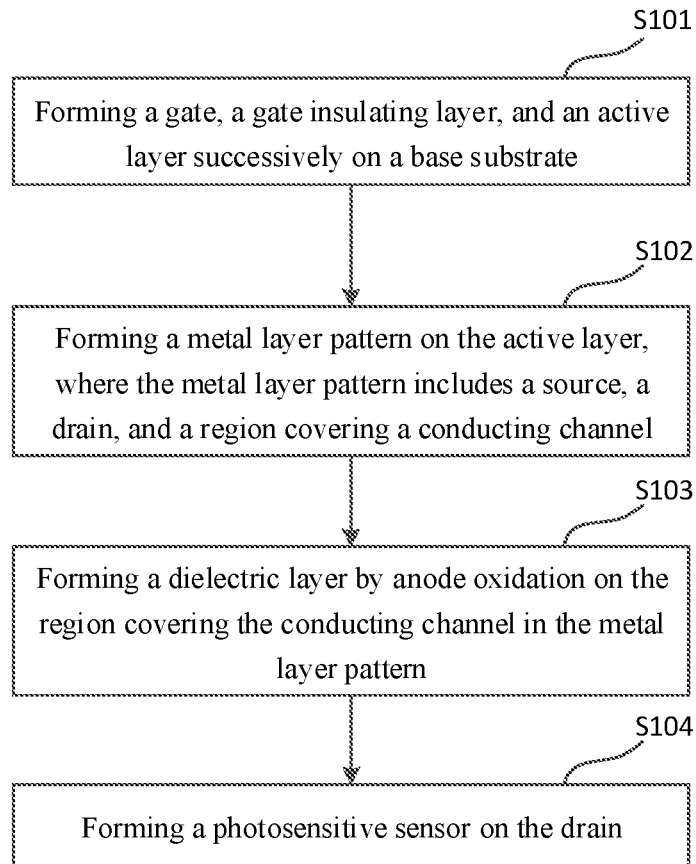 S101
Forming a gate, a gate insulating layer, and an active
layer successively on a base substrate
S102
Forming a metal layer pattern on the active layer,
where the metal layer pattern includes a source, a
drain, and a region covering a conducting channel
S103
Forming a dielectric layer by anode oxidation on the
region covering the conducting channel in the metal
layer pattern
S104
Forming a photosensitive sensor on the drain